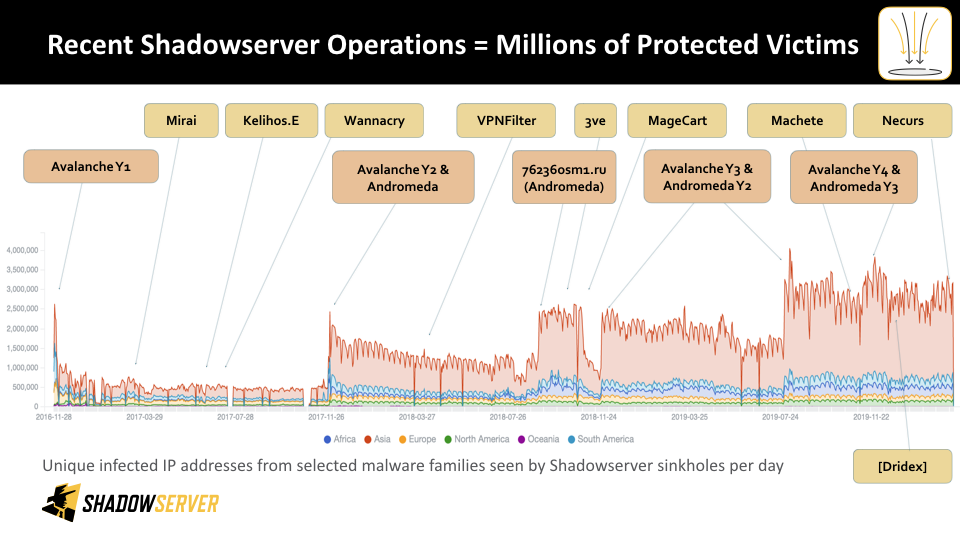 Recent Shadowserver Operations = Millions of Protected Victims
Mirai
Kelihos.E
Wannacry
VPNFilter
3ve
MageCart
Machete
Necurs
Avalanche Y1
Avalanche Y2 &
Andromeda
76236osm1.ru
(Andromeda)
Avalanche Y3 &
Andromeda Y2
Avalanche Y4 &
Andromeda Y3
4,000,000
3,500,000
3,000,000
2,500,000
2,000,000
1,500,000
1,000,000
500,000
0
2016-11-28
2017-03-29
2017-07-28
2017-11-26
2018-03-27
2018-07-26
2018-11-24
2019-03-25
2019-07-24
2019-11-22
Africa
Asia
Europe
North America
Oceania
South America
Unique infected IP addresses from selected malware families seen by Shadowserver sinkholes per day
[Dridex]
SHADOWSERVER